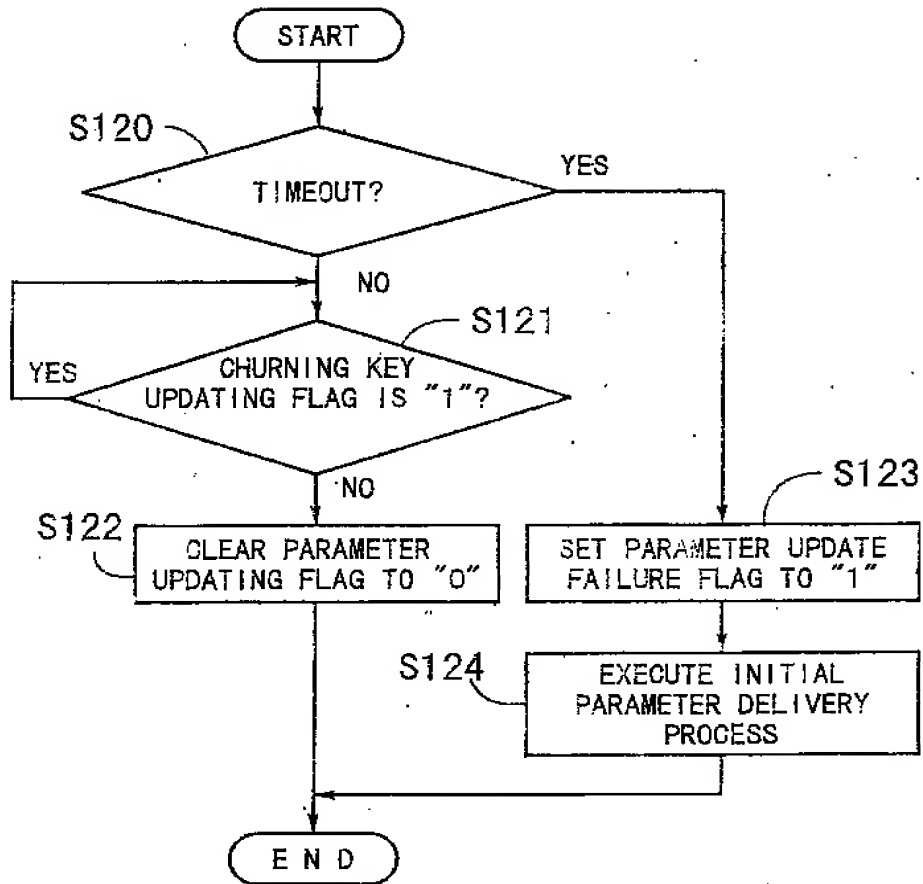 START
S120
TIMEOUT?
YES
NO
S121
YES
CHURNING KEY
UPDATING FLAG IS "1"?
NO
S122
CLEAR PARAMETER
UPDATING FLAG TO "0"
S123
SET PARAMETER UPDATE
FAILURE FLAG TO "1"
S124
EXECUTE INITIAL
PARAMETER DELIVERY
PROCESS
END